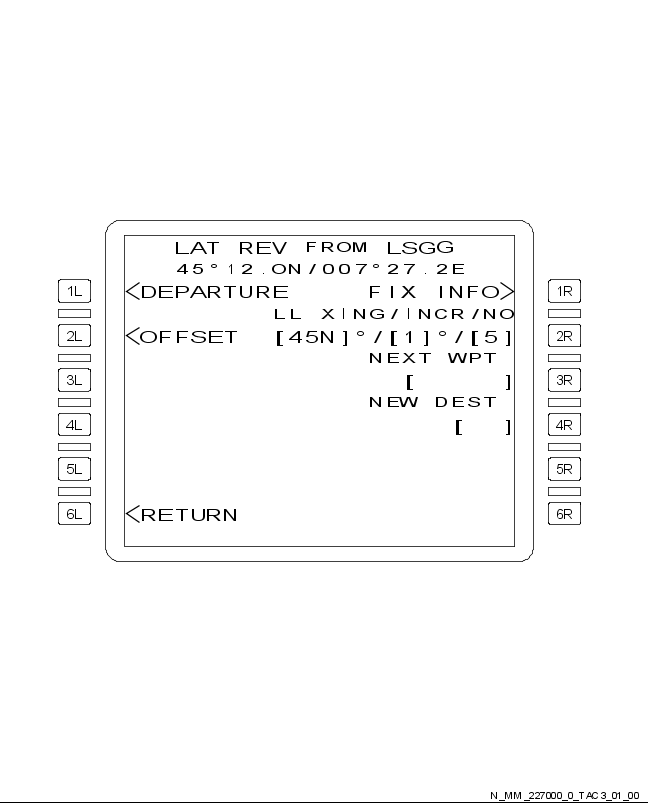 LAT REV FROM LSGG
45°12.0N/007°27.2E
1L <DEPARTURE FIX INFO> 1R
LL XING/INCR/NO
2L <OFFSET [45N]°/[1]°/[5] 2R
NEXT WPT
3L [ ] 3R
NEW DEST
4L [ ] 4R
5L 5R
6L <RETURN 6R
N_MM_227000_0_TAC3_01_00